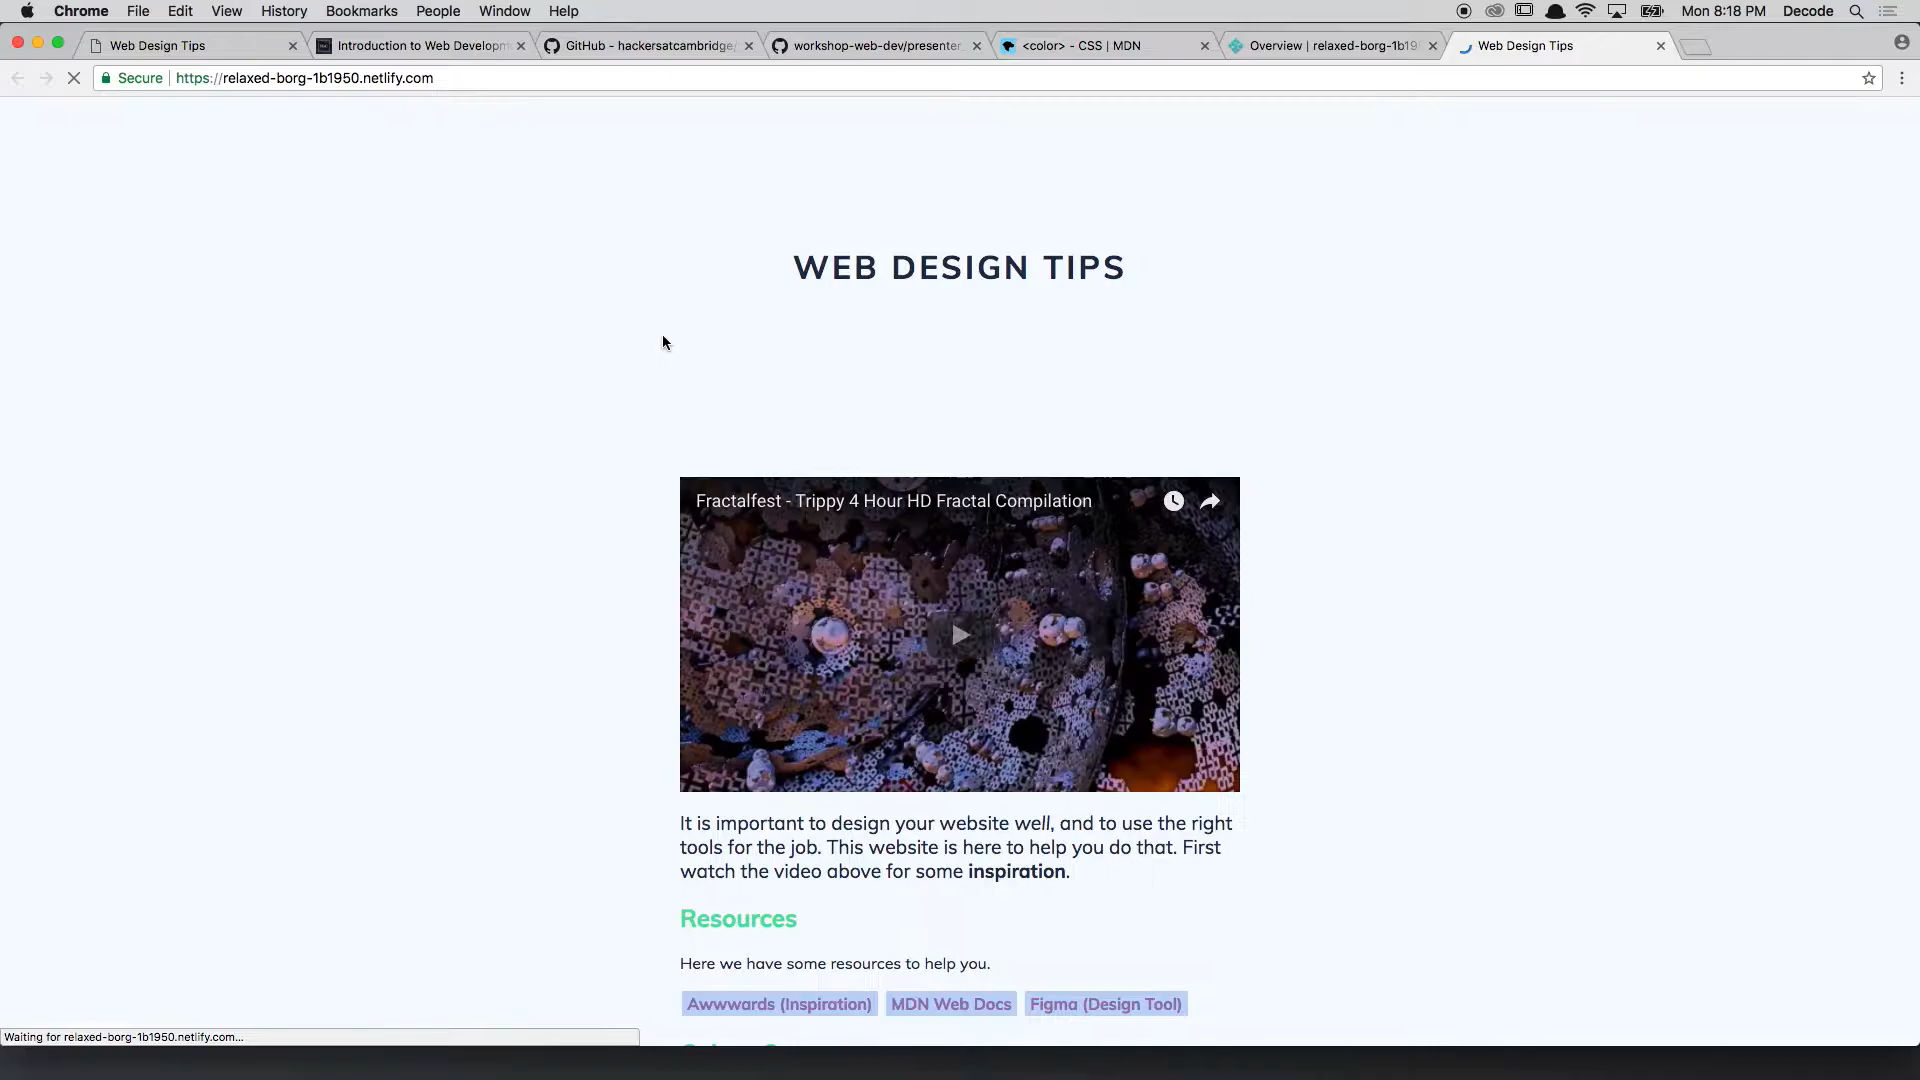 Chrome File Edit View History Bookmarks People Window Help Mon 8:18 PM Decode
Web Design Tips Introduction to Web Developm GitHub - hackersatcambridge/ workshop-web-dev/presenter <color> - CSS | MDN Overview | relaxed-borg-1b19 Web Design Tips
Secure https://relaxed-borg-1b1950.netlify.com
WEB DESIGN TIPS
Fractalfest - Trippy 4 Hour HD Fractal Compilation
It is important to design your website well, and to use the right
tools for the job. This website is here to help you do that. First
watch the video above for some inspiration.
Resources
Here we have some resources to help you.
Awwwards (Inspiration) MDN Web Docs Figma (Design Tool)
Waiting for relaxed-borg-1b1950.netlify.com...